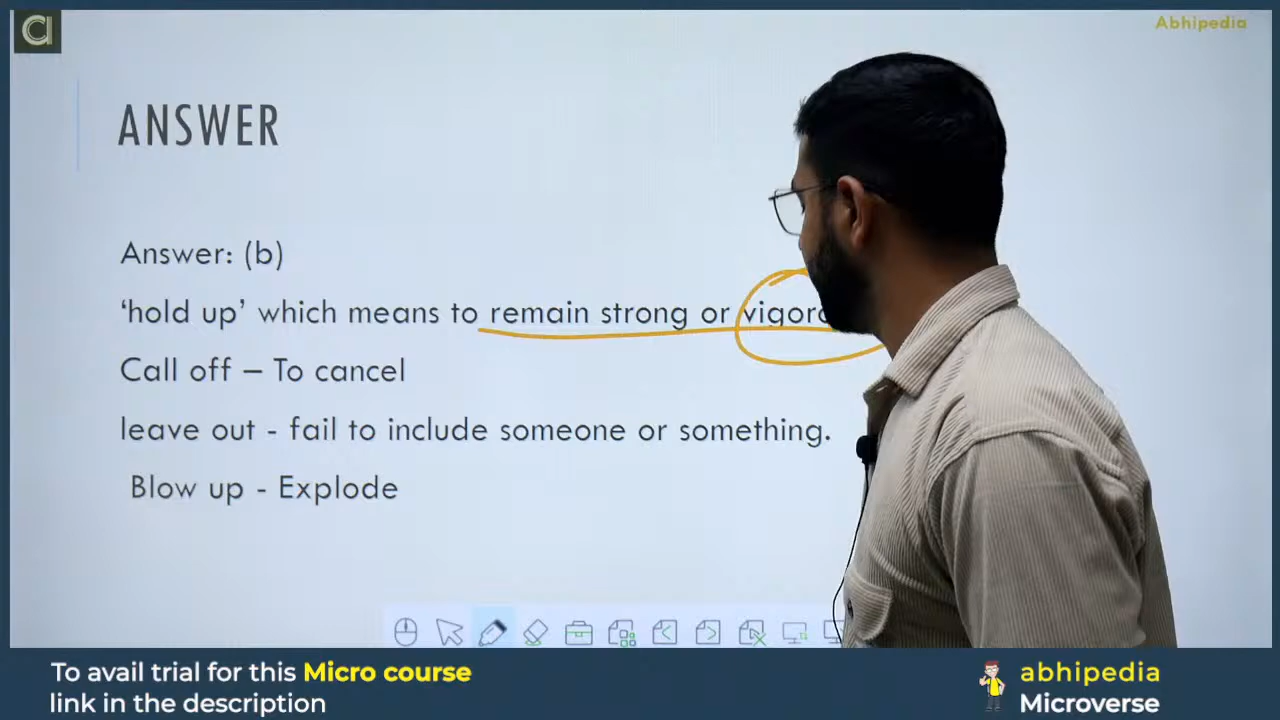 Abhipedia
ANSWER
Answer: (b)
‘hold up’ which means to remain strong or
Call off – To cancel
leave out - fail to include someone or something.
Blow up - Explode
To avail trial for this Micro course
link in the description
abhipedia
Microverse